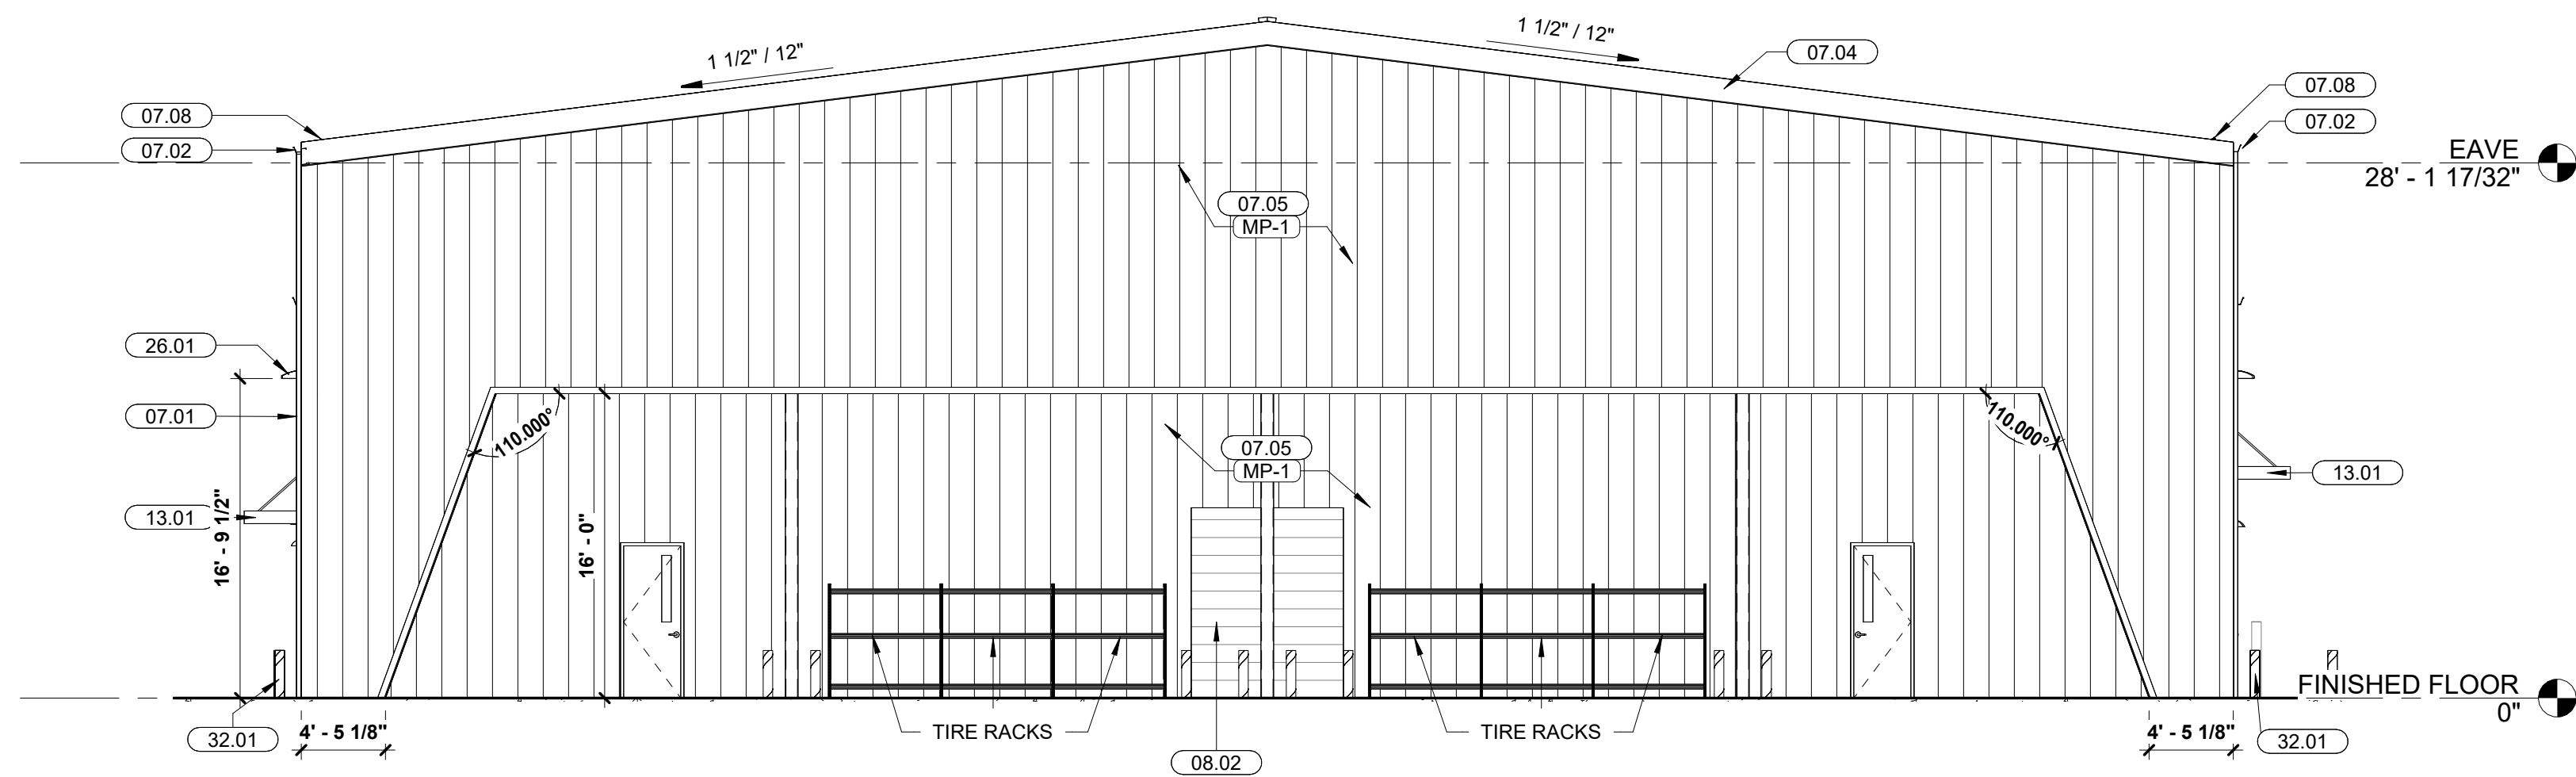 1 1/2" / 12"
1 1/2" / 12"
07.04
07.08
07.08
07.02
07.02
EAVE
28' - 1 17/32"
07.05
MP-1
26.01
07.01
110.000°
110.000°
07.05
MP-1
13.01
13.01
16' - 9 1/2"
16' - 0"
FINISHED FLOOR
0"
4' - 5 1/8"
TIRE RACKS
TIRE RACKS
4' - 5 1/8"
32.01
32.01
08.02